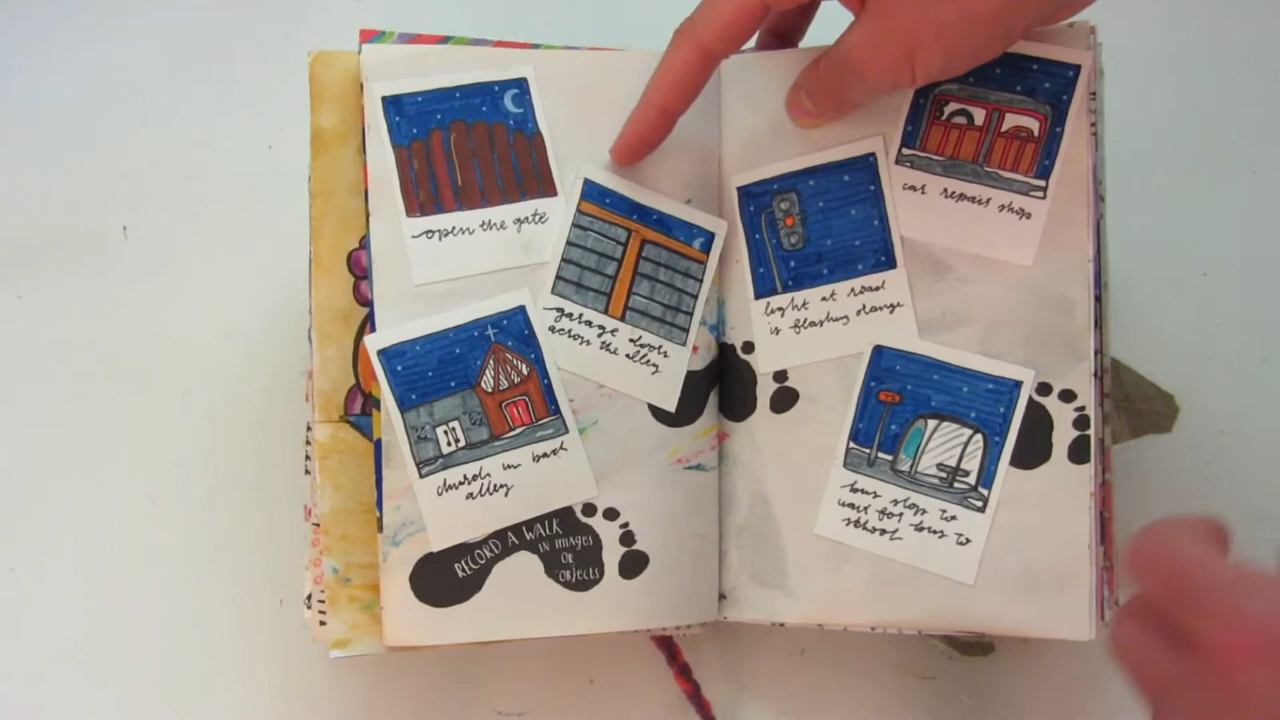 open the gate
garage doors
across the alley
church in back
alley
RECORD A WALK
IN IMAGES
OR
OBJECTS
light at road
is flashing orange
car repair shop
bus stop to
wait for bus to
school